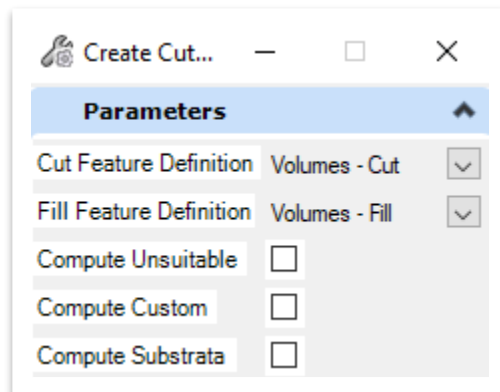 Create Cut...
Parameters
Cut Feature Definition Volumes - Cut
Fill Feature Definition Volumes - Fill
Compute Unsuitable
Compute Custom
Compute Substrata